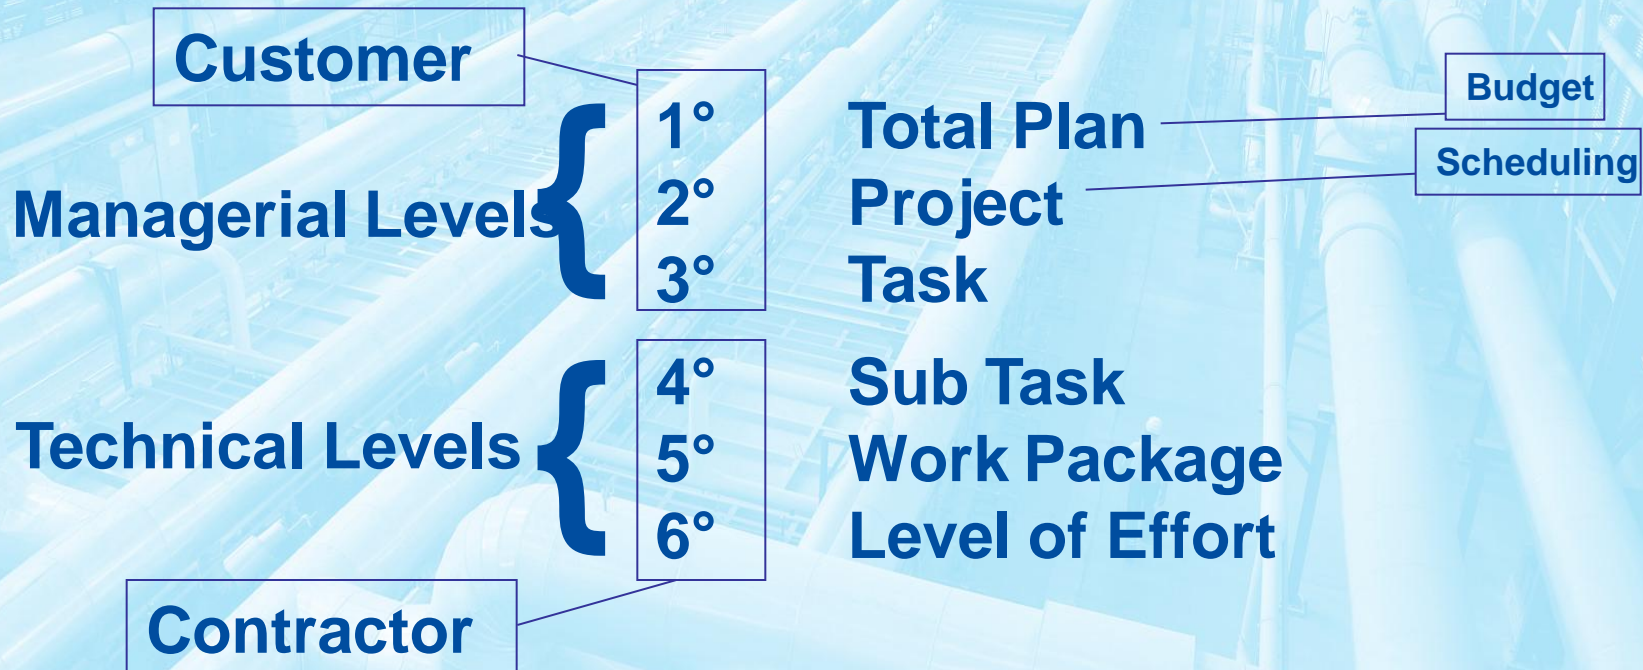 Customer
Budget
1° Total Plan
Scheduling
Managerial Levels { 2° Project
3° Task
4° Sub Task
Technical Levels { 5° Work Package
6° Level of Effort
Contractor